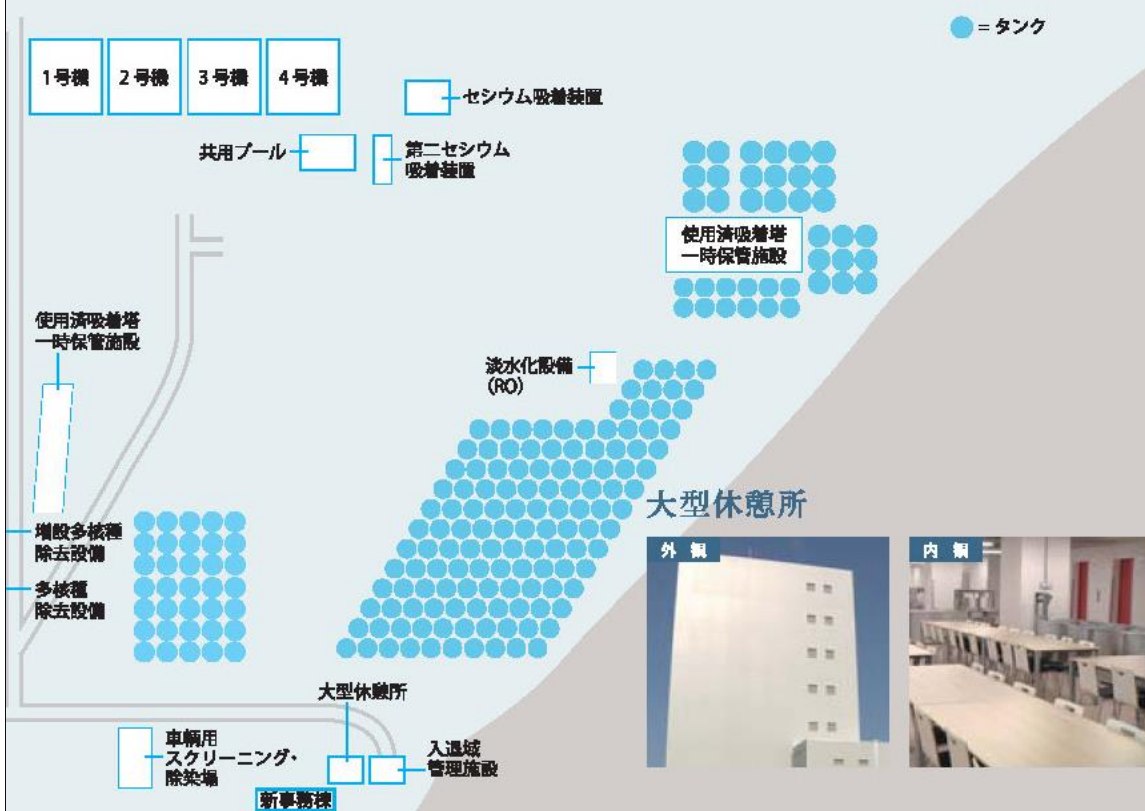 = タンク
1号機
2号機
3号機
4号機
セシウム吸着装置
共用プール
第二セシウム
吸着装置
使用済吸着塔
一時保管施設
使用済吸着塔
一時保管施設
淡水化設備
(RO)
大型休憩所
外観
内観
増設多核種
除去設備
多核種
除去設備
大型休憩所
車輌用
スクリーニング・
除染場
入退域
管理施設
新事務棟